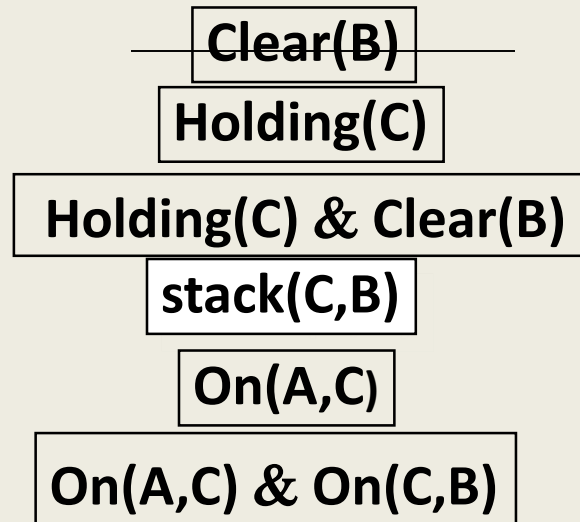 Clear(B)
Holding(C)
Holding(C) & Clear(B)
stack(C,B)
On(A,C)
On(A,C) & On(C,B)